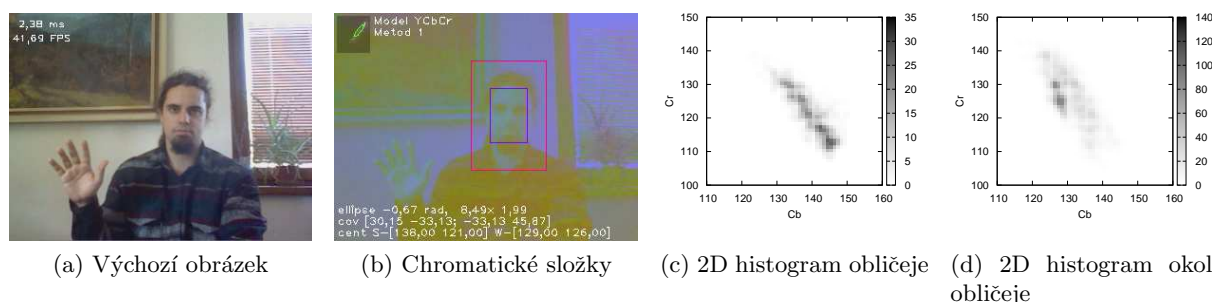 2,38 ms
41,69 FPS
Model YCbCr
Metod 1
ellipse -0,67 rad, 8,49x 1,99
cov [30,15 -33,13; -33,13 45,87]
cent S-[138,00 121,00] W-[129,00 126,00]
150
140
130
120
110
100
Cr
110 120 130 140 150 160
Cb
35
30
25
20
15
10
5
0
150
140
130
120
110
100
Cr
110 120 130 140 150 160
Cb
140
120
100
80
60
40
20
0
(a) Výchozí obrázek
(b) Chromatické složky
(c) 2D histogram obličeje
(d) 2D histogram okol
obličeje